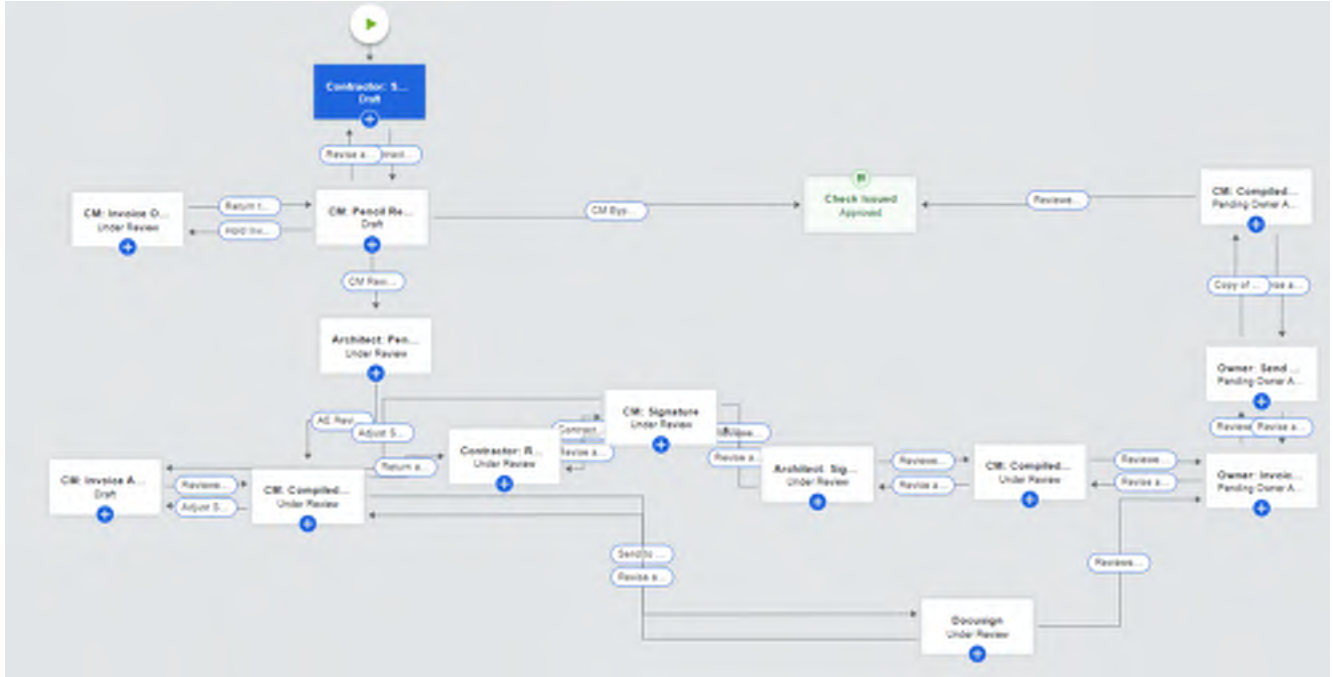 Contractor: S...
Draft
Revise a...
CM: Invoice O...
Under Review
Return t...
Hold Inv...
CM: Pencil Re...
Draft
CM Byp...
Check Issued
Approved
Reviewe...
CM: Compiled...
Pending Owner A...
CM Revi...
Copy of ...
Architect: Pen...
Under Review
Owner: Send ...
Pending Owner A...
AE Revi...
Adjust S...
CM: Signature
Under Review
Contract...
Revise a...
Reviewe...
Revise a...
Review
Revise a...
Contractor: R...
Under Review
Return a...
CM: Invoice A...
Draft
Reviewe...
Adjust S...
CM: Compiled...
Under Review
Architect: Sig...
Under Review
Reviewe...
Revise a...
CM: Compiled...
Under Review
Reviewe...
Revise a...
Owner: Invoic...
Pending Owner A...
Send to ...
Revise a...
Reviewe...
Docusign
Under Review